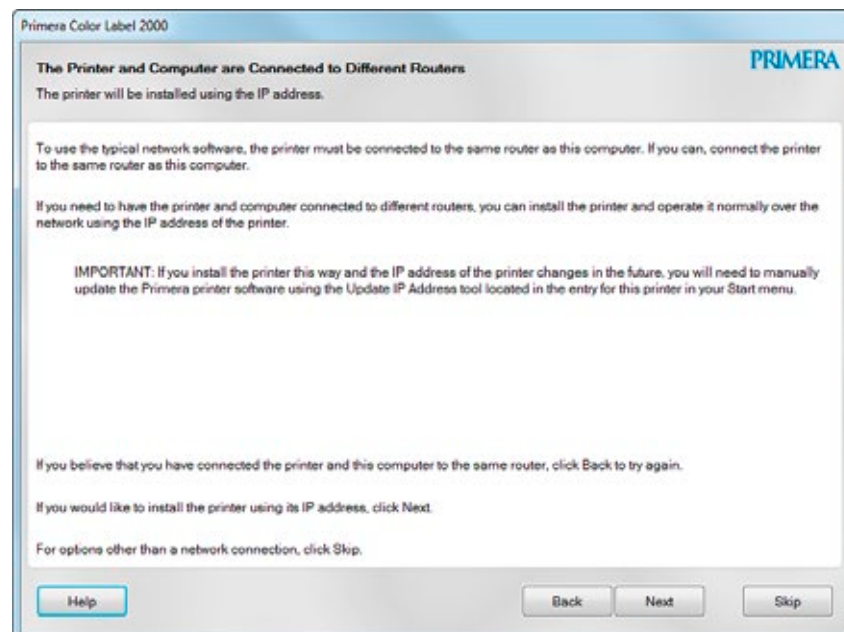 Primera Color Label 2000
PRIMERA
The Printer and Computer are Connected to Different Routers
The printer will be installed using the IP address.
To use the typical network software, the printer must be connected to the same router as this computer. If you can, connect the printer
to the same router as this computer.
If you need to have the printer and computer connected to different routers, you can install the printer and operate it normally over the
network using the IP address of the printer.
IMPORTANT: If you install the printer this way and the IP address of the printer changes in the future, you will need to manually
update the Primera printer software using the Update IP Address tool located in the entry for this printer in your Start menu.
If you believe that you have connected the printer and this computer to the same router, click Back to try again.
If you would like to install the printer using its IP address, click Next.
For options other than a network connection, click Skip.
Help Back Next Skip